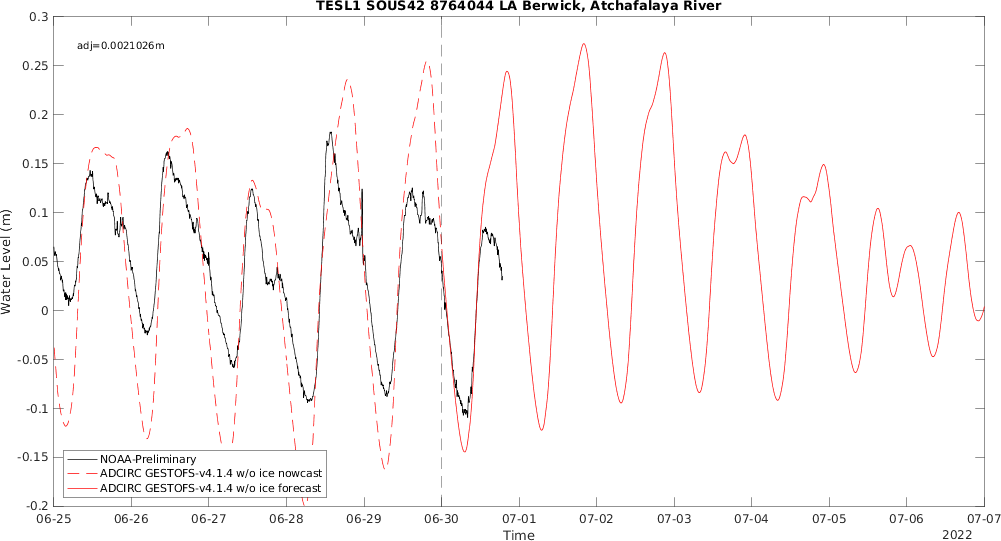 TESL1 SOUS42 8764044 LA Berwick, Atchafalaya River
adj=0.0021026m
Water Level (m)
0.3
0.25
0.2
0.15
0.1
0.05
0
-0.05
-0.1
-0.15
-0.2
NOAA-Preliminary
ADCIRC GESTOFS-v4.1.4 w/o ice nowcast
ADCIRC GESTOFS-v4.1.4 w/o ice forecast
06-25 06-26 06-27 06-28 06-29 06-30 07-01 07-02 07-03 07-04 07-05 07-06 07-07
Time
2022